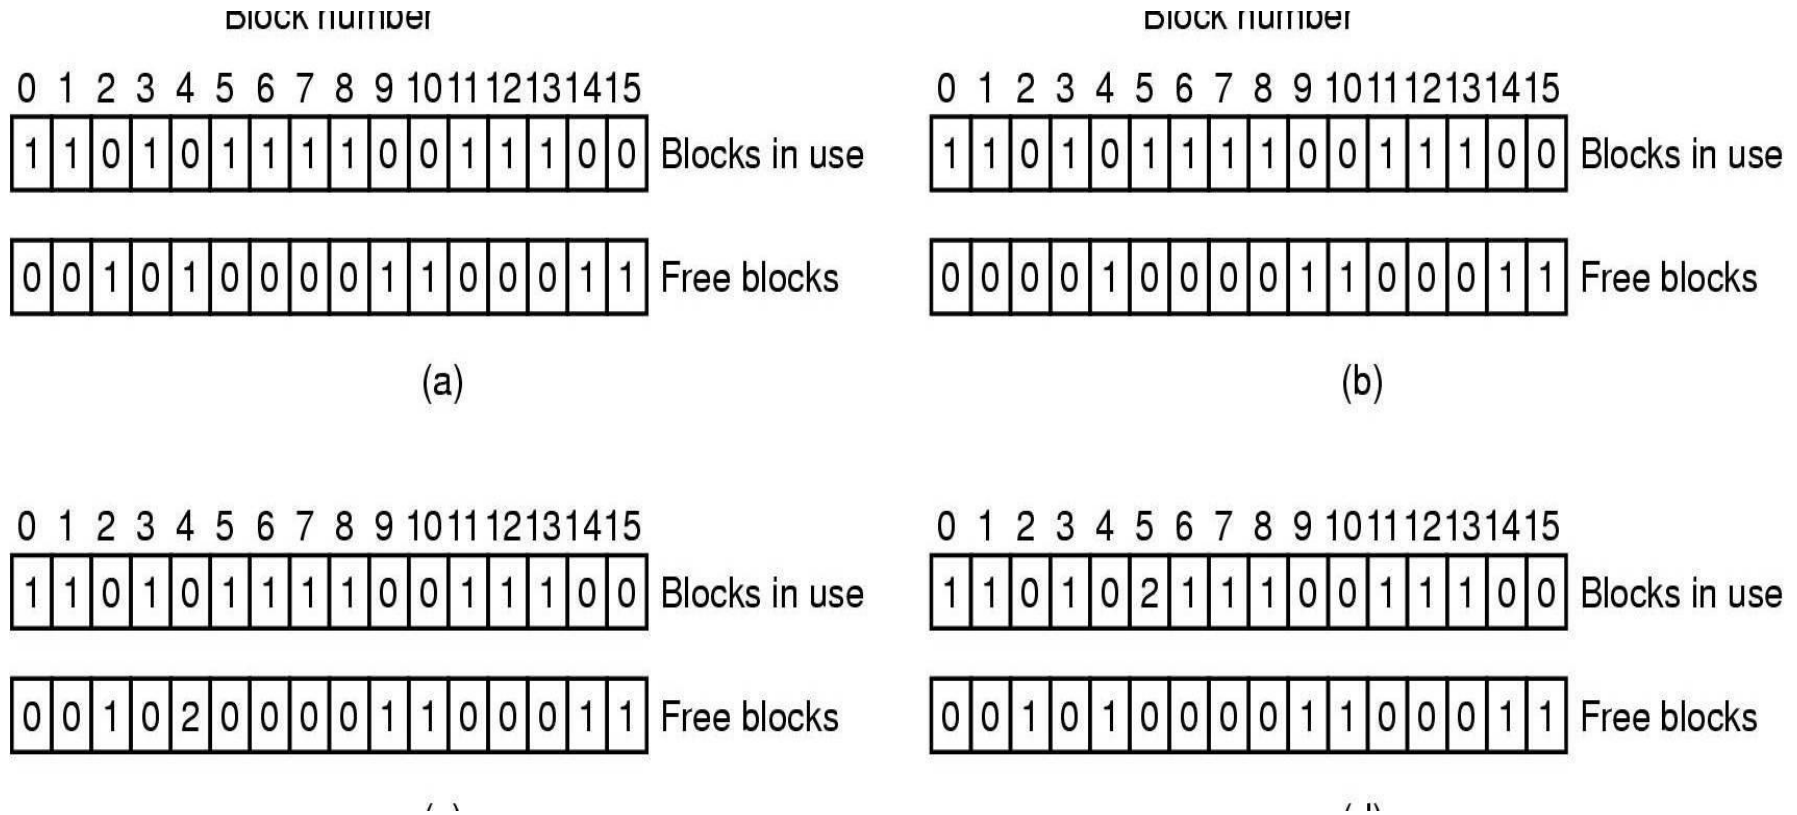 Block number
0 1 2 3 4 5 6 7 8 9 10 11 12 13 14 15
1 1 0 1 0 1 1 1 1 0 0 1 1 1 0 0 Blocks in use
0 0 1 0 1 0 0 0 0 1 1 0 0 0 1 1 Free blocks
(a)
Block number
0 1 2 3 4 5 6 7 8 9 10 11 12 13 14 15
1 1 0 1 0 1 1 1 1 0 0 1 1 1 0 0 Blocks in use
0 0 0 0 1 0 0 0 0 1 1 0 0 0 1 1 Free blocks
(b)
0 1 2 3 4 5 6 7 8 9 10 11 12 13 14 15
1 1 0 1 0 1 1 1 1 0 0 1 1 1 0 0 Blocks in use
0 0 1 0 2 0 0 0 0 1 1 0 0 0 1 1 Free blocks
0 1 2 3 4 5 6 7 8 9 10 11 12 13 14 15
1 1 0 1 0 2 1 1 1 0 0 1 1 1 0 0 Blocks in use
0 0 1 0 1 0 0 0 0 1 1 0 0 0 1 1 Free blocks
(d)